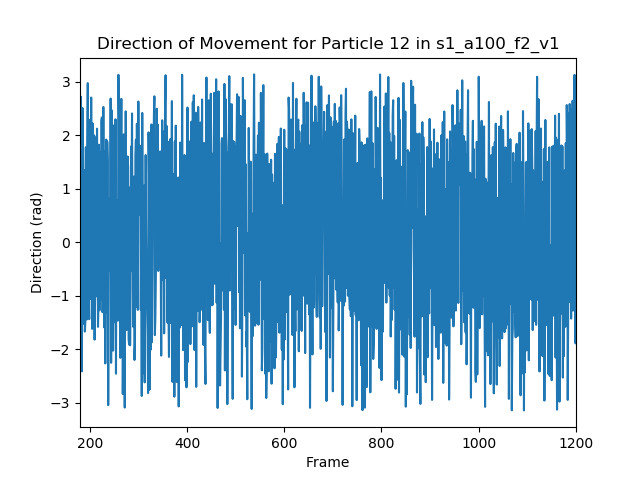 Direction of Movement for Particle 12 in s1_a100_f2_v1
Direction (rad)
3
2
1
0
−1
−2
−3
200 400 600 800 1000 1200
Frame